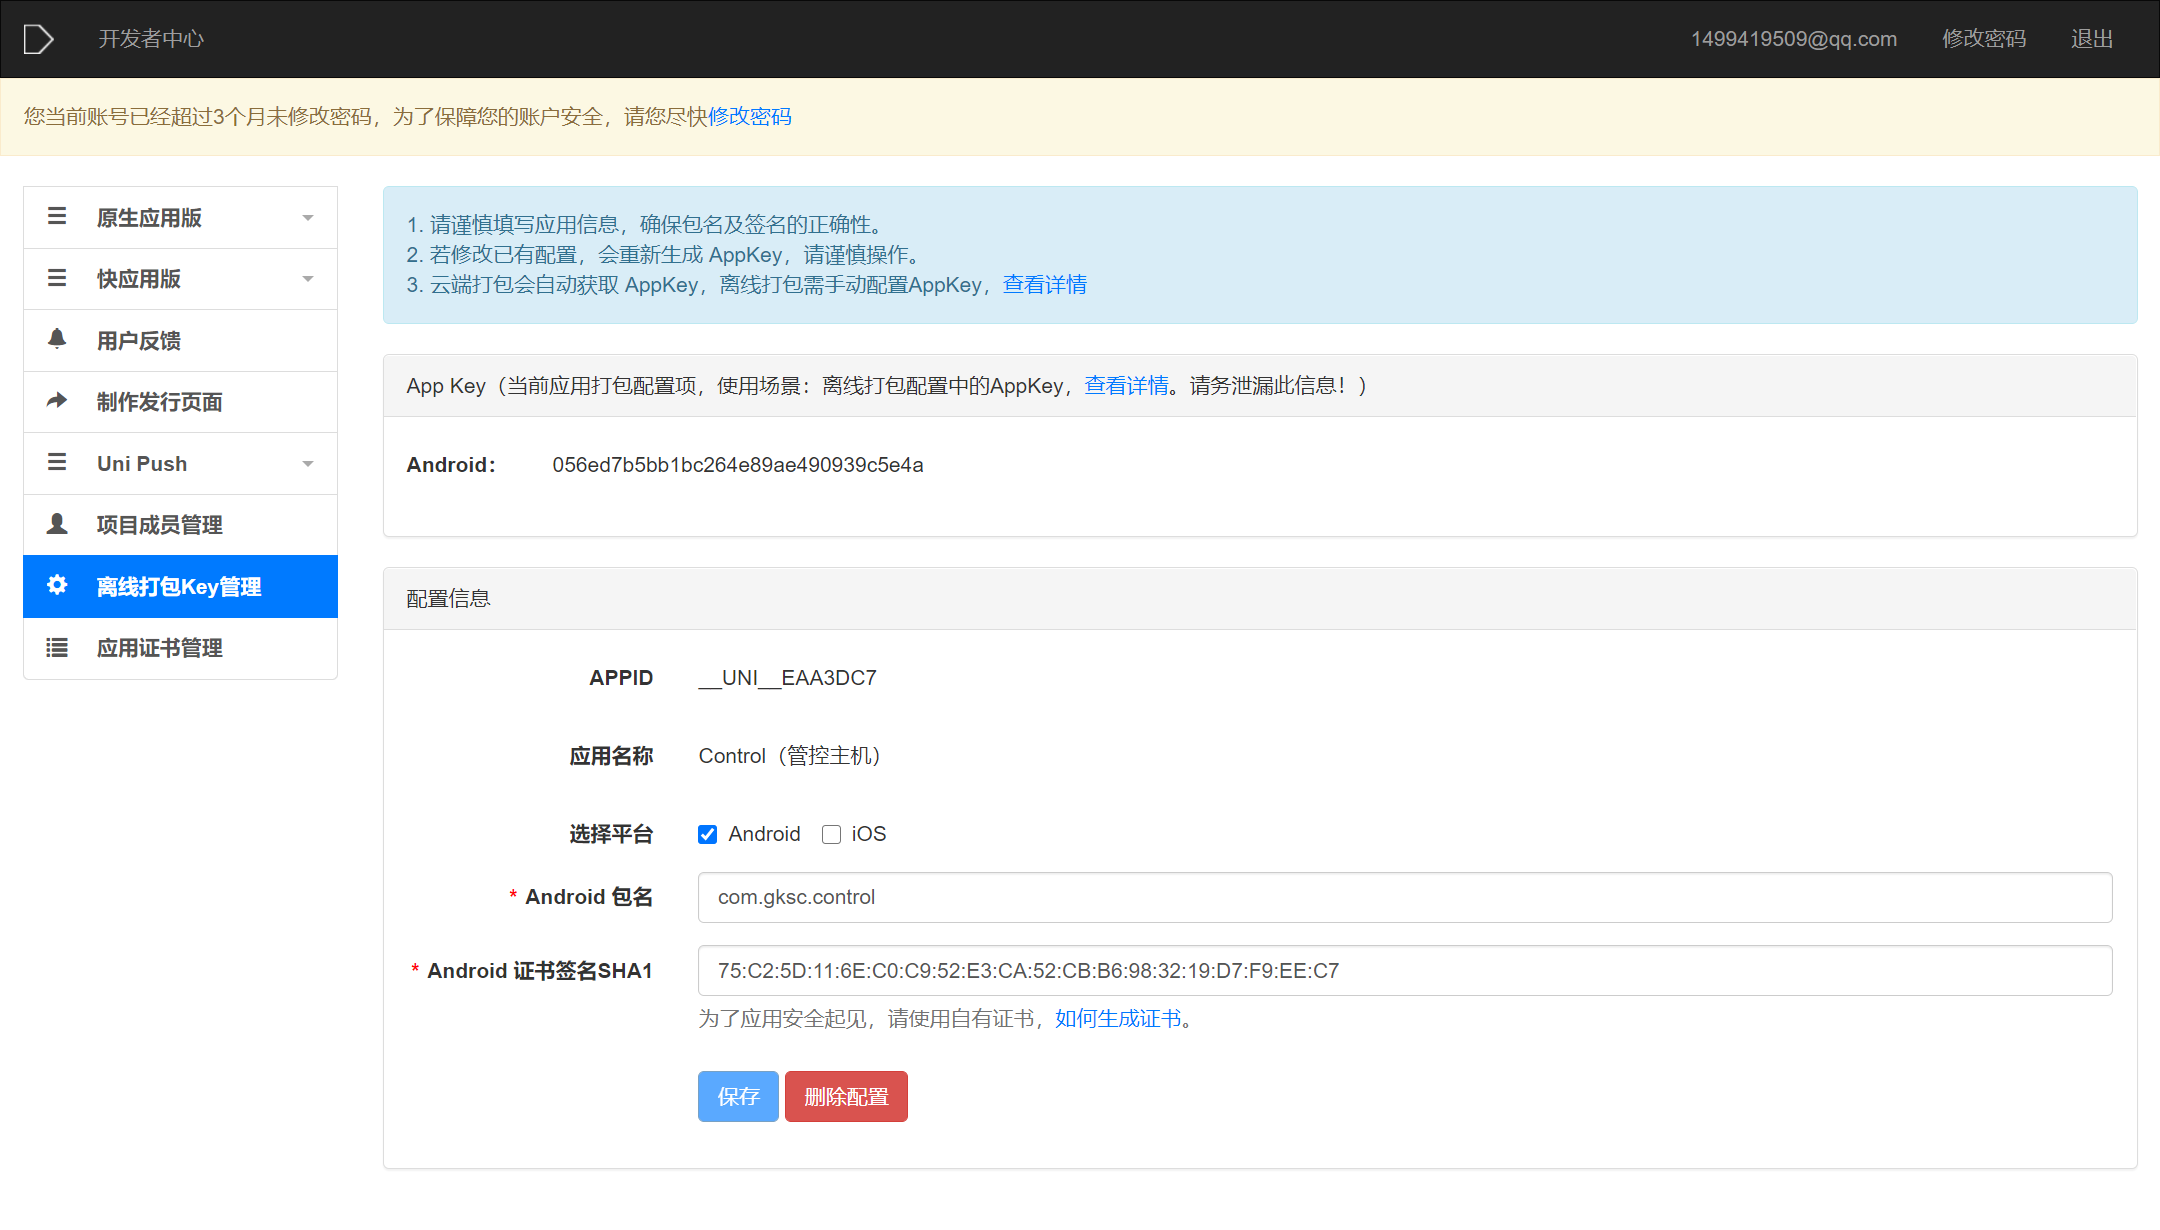 开发者中心
1499419509@qq.com 修改密码 退出
您当前账号已经超过3个月未修改密码，为了保障您的账户安全，请您尽快修改密码
原生应用版
快应用版
用户反馈
制作发行页面
Uni Push
项目成员管理
离线打包Key管理
应用证书管理
1. 请谨慎填写应用信息，确保包名及签名的正确性。
2. 若修改已有配置，会重新生成 AppKey，请谨慎操作。
3. 云端打包会自动获取 AppKey，离线打包需手动配置AppKey，查看详情
App Key（当前应用打包配置项，使用场景：离线打包配置中的AppKey，查看详情。请务泄漏此信息！）
Android： 056ed7b5bb1bc264e89ae490939c5e4a
配置信息
APPID __UNI__EAA3DC7
应用名称 Control（管控主机）
选择平台 Android iOS
* Android 包名 com.gksc.control
* Android 证书签名SHA1 75:C2:5D:11:6E:C0:C9:52:E3:CA:52:CB:B6:98:32:19:D7:F9:EE:C7
为了应用安全起见，请使用自有证书，如何生成证书。
保存 删除配置